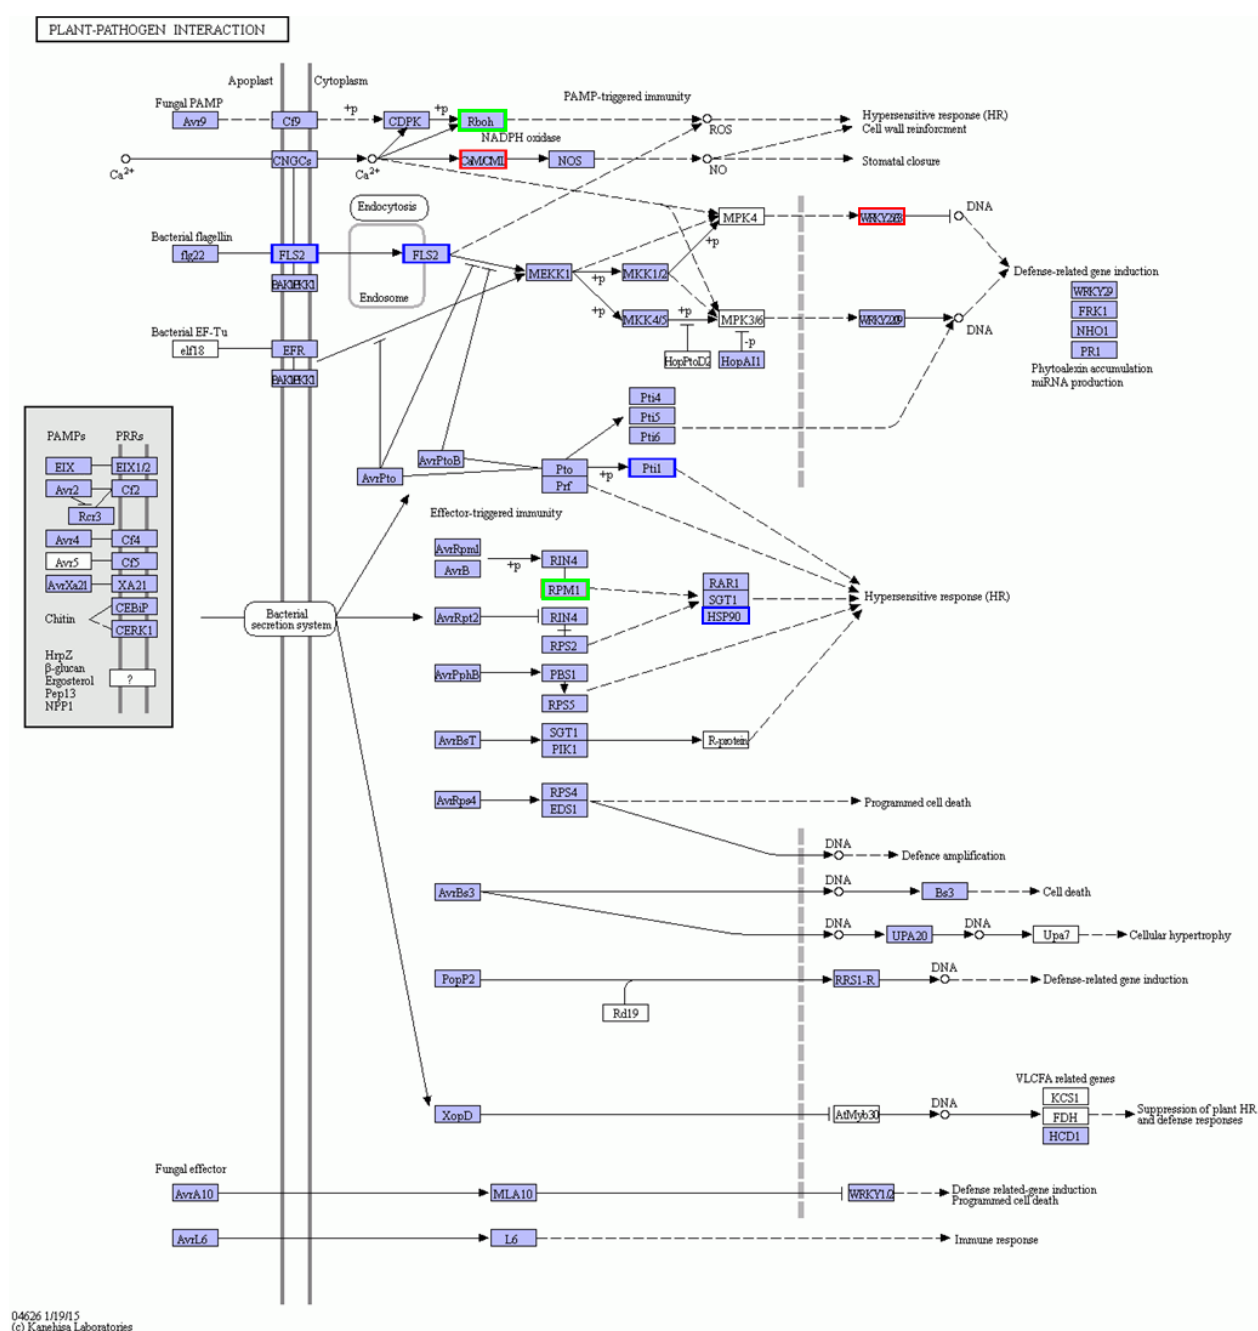 PLANT-PATHOGEN INTERACTION
Apoplast
Cytoplasm
PAMP-triggered immunity
Fungal PAMP
Avr9
Cf9
+p
CDPK
+p
Rboh
NADPH oxidase
ROS
Hypersensitive response (HR)
Cell wall reinforcment
Ca2+
CNGCs
Ca2+
CaM/CML
NOS
NO
Stomatal closure
Endocytosis
MPK4
DNA
Bacterial flagellin
flg22
FLS2
FLS2
+p
MEKK1
+p
MKK1/2
Defense-related gene induction
Endosome
WRKY29
FRK1
NHO1
PR1
Phytoalexin accumulation
miRNA production
+p
MKK4/5
+p
MPK3/6
DNA
-p
HopPtoD2
HopAI1
Bacterial EF-Tu
elf18
EFR
Pti4
Pti5
Pti6
AvrPtoB
AvrPto
Pto
Prf
+p
Pti1
PAMPs
PRRs
EIX
EIX1/2
Avr2
Cf2
Rcr3
Avr4
Cf4
Avr5
Cf5
AvrXa21
XA21
Chitin
CEBiP
CERK1
HrpZ
β-glucan
Ergosterol
Pep13
NPP1
?
Effector-triggered immunity
AvrRpm1
AvrB
+p
RIN4
RPM1
RAR1
SGT1
HSP90
Hypersensitive response (HR)
Bacterial
secretion system
AvrRpt2
RIN4
RPS2
AvrPphB
PBS1
RPS5
AvrBsT
SGT1
PIK1
R-protein
AvrRps4
RPS4
EDS1
Programmed cell death
DNA
Defence amplification
AvrBs3
DNA
Bs3
Cell death
DNA
UPA20
DNA
Upa7
Cellular hypertrophy
PopP2
RRS1-R
DNA
Defense-related gene induction
Rd19
VLCFA related genes
XopD
AtMyb30
DNA
KCS1
FDH
HCD1
Suppression of plant HR
and defense responses
Fungal effector
AvrA10
MLA10
WRKY1/2
Defense related-gene induction
Programmed cell death
AvrL6
L6
Immune response
04626 1/19/15
(c) Kanehisa Laboratories